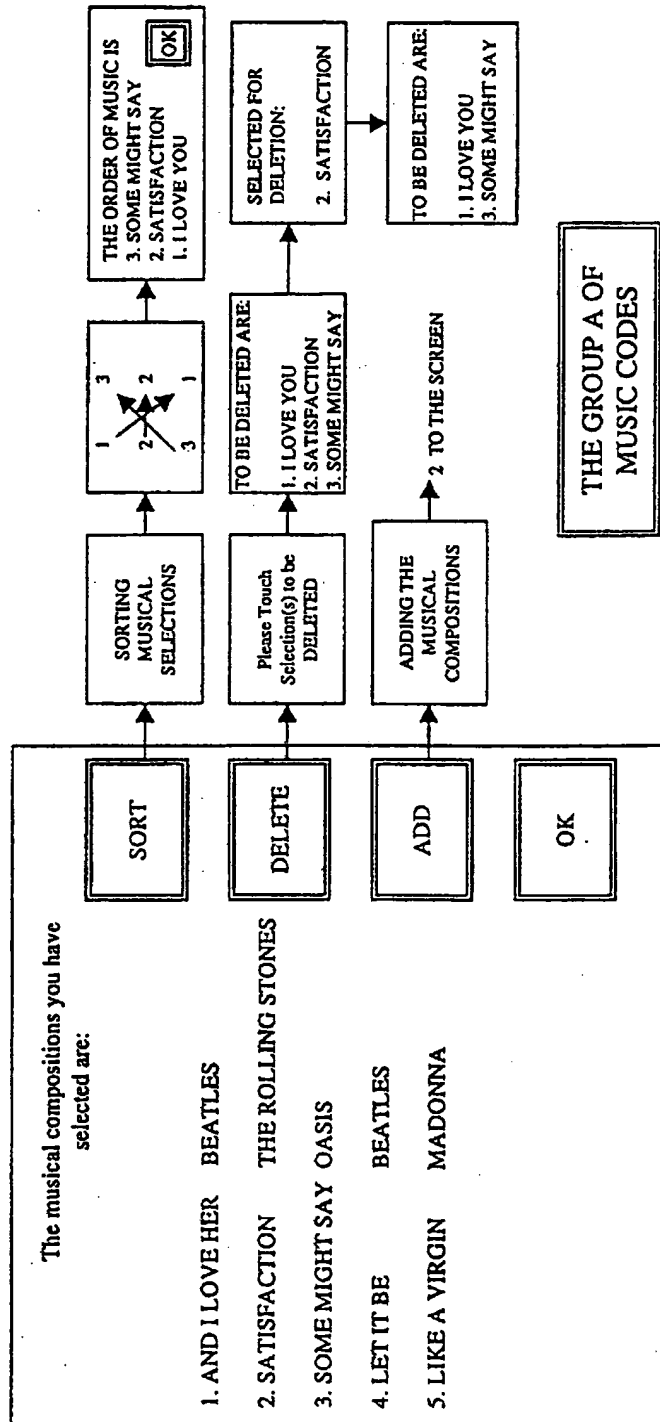 The musical compositions you have
selected are:
1. AND I LOVE HER BEATLES
2. SATISFACTION THE ROLLING STONES
3. SOME MIGHT SAY OASIS
4. LET IT BE BEATLES
5. LIKE A VIRGIN MADONNA
SORT
DELETE
ADD
OK
SORTING
MUSICAL
SELECTIONS
1 3
2 2
3 1
THE ORDER OF MUSIC IS
3. SOME MIGHT SAY
2. SATISFACTION
1. I LOVE YOU
OK
Please Touch
Selection(s) to be
DELETED
TO BE DELETED ARE:
1. I LOVE YOU
2. SATISFACTION
3. SOME MIGHT SAY
SELECTED FOR
DELETION:
2. SATISFACTION
TO BE DELETED ARE:
1. I LOVE YOU
3. SOME MIGHT SAY
ADDING THE
MUSICAL
COMPOSITIONS
2 TO THE SCREEN
THE GROUP A OF
MUSIC CODES